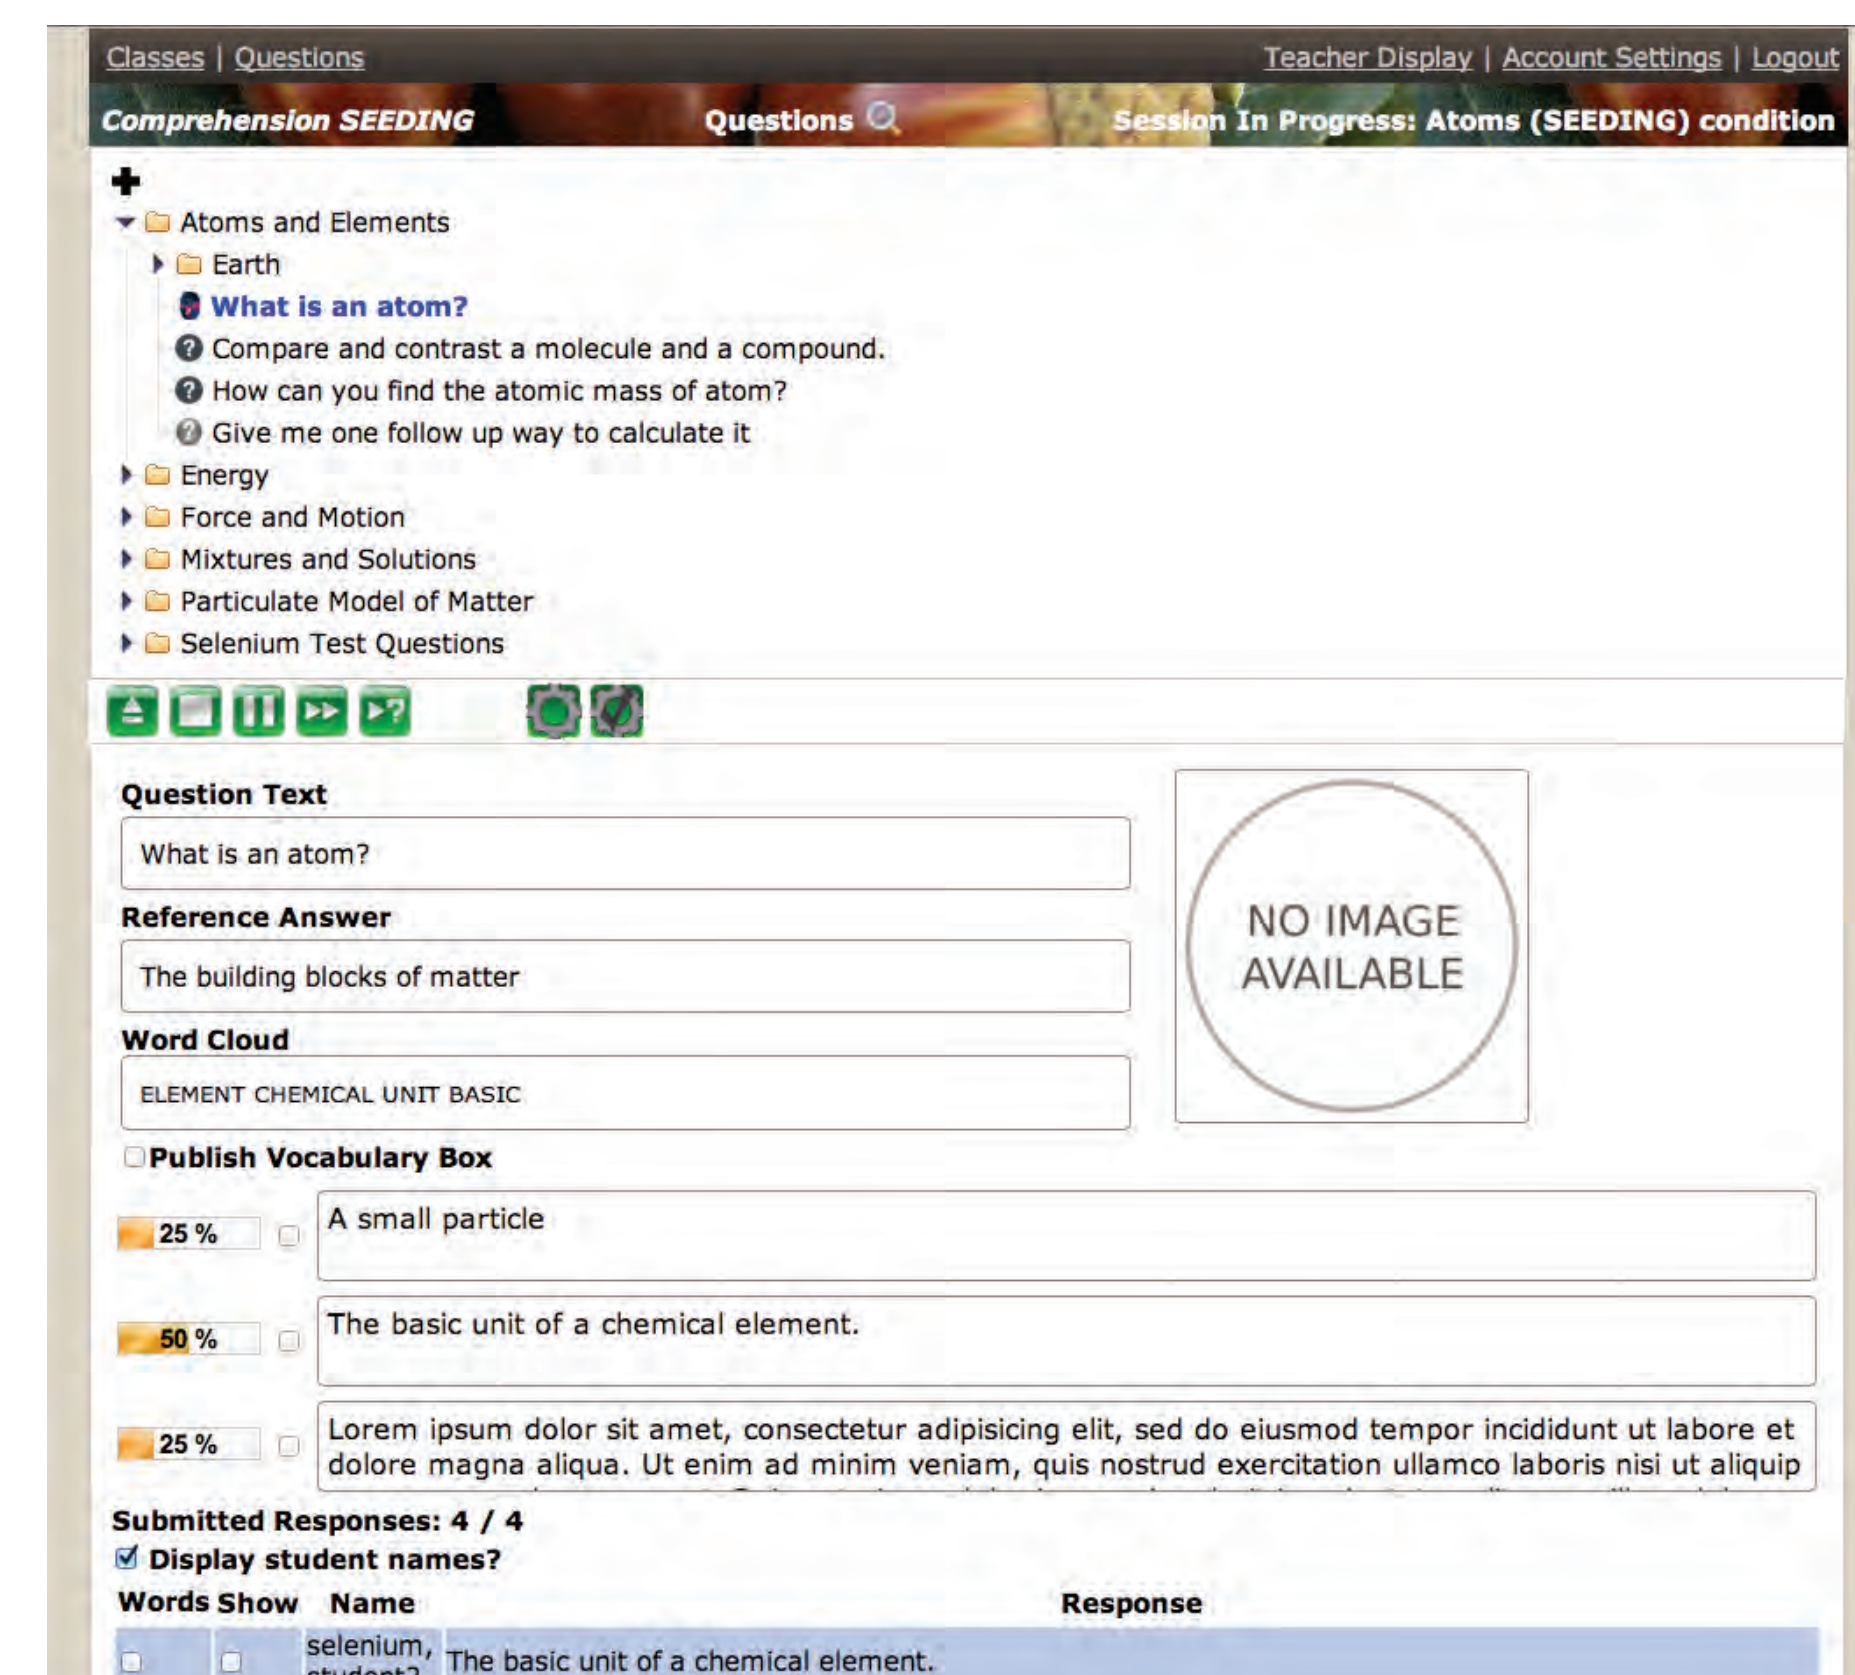 Classes | Questions
Teacher Display | Account Settings | Logout
Comprehension SEEDING
Questions
Session In Progress: Atoms (SEEDING) condition
Atoms and Elements
Earth
What is an atom?
Compare and contrast a molecule and a compound.
How can you find the atomic mass of atom?
Give me one follow up way to calculate it
Energy
Force and Motion
Mixtures and Solutions
Particulate Model of Matter
Selenium Test Questions
Question Text
What is an atom?
Reference Answer
The building blocks of matter
NO IMAGE
AVAILABLE
Word Cloud
ELEMENT CHEMICAL UNIT BASIC
Publish Vocabulary Box
25 %
A small particle
50 %
The basic unit of a chemical element.
25 %
Lorem ipsum dolor sit amet, consectetur adipisicing elit, sed do eiusmod tempor incididunt ut labore et
dolore magna aliqua. Ut enim ad minim veniam, quis nostrud exercitation ullamco laboris nisi ut aliquip
Submitted Responses: 4 / 4
Display student names?
Words Show Name Response
selenium,
The basic unit of a chemical element.